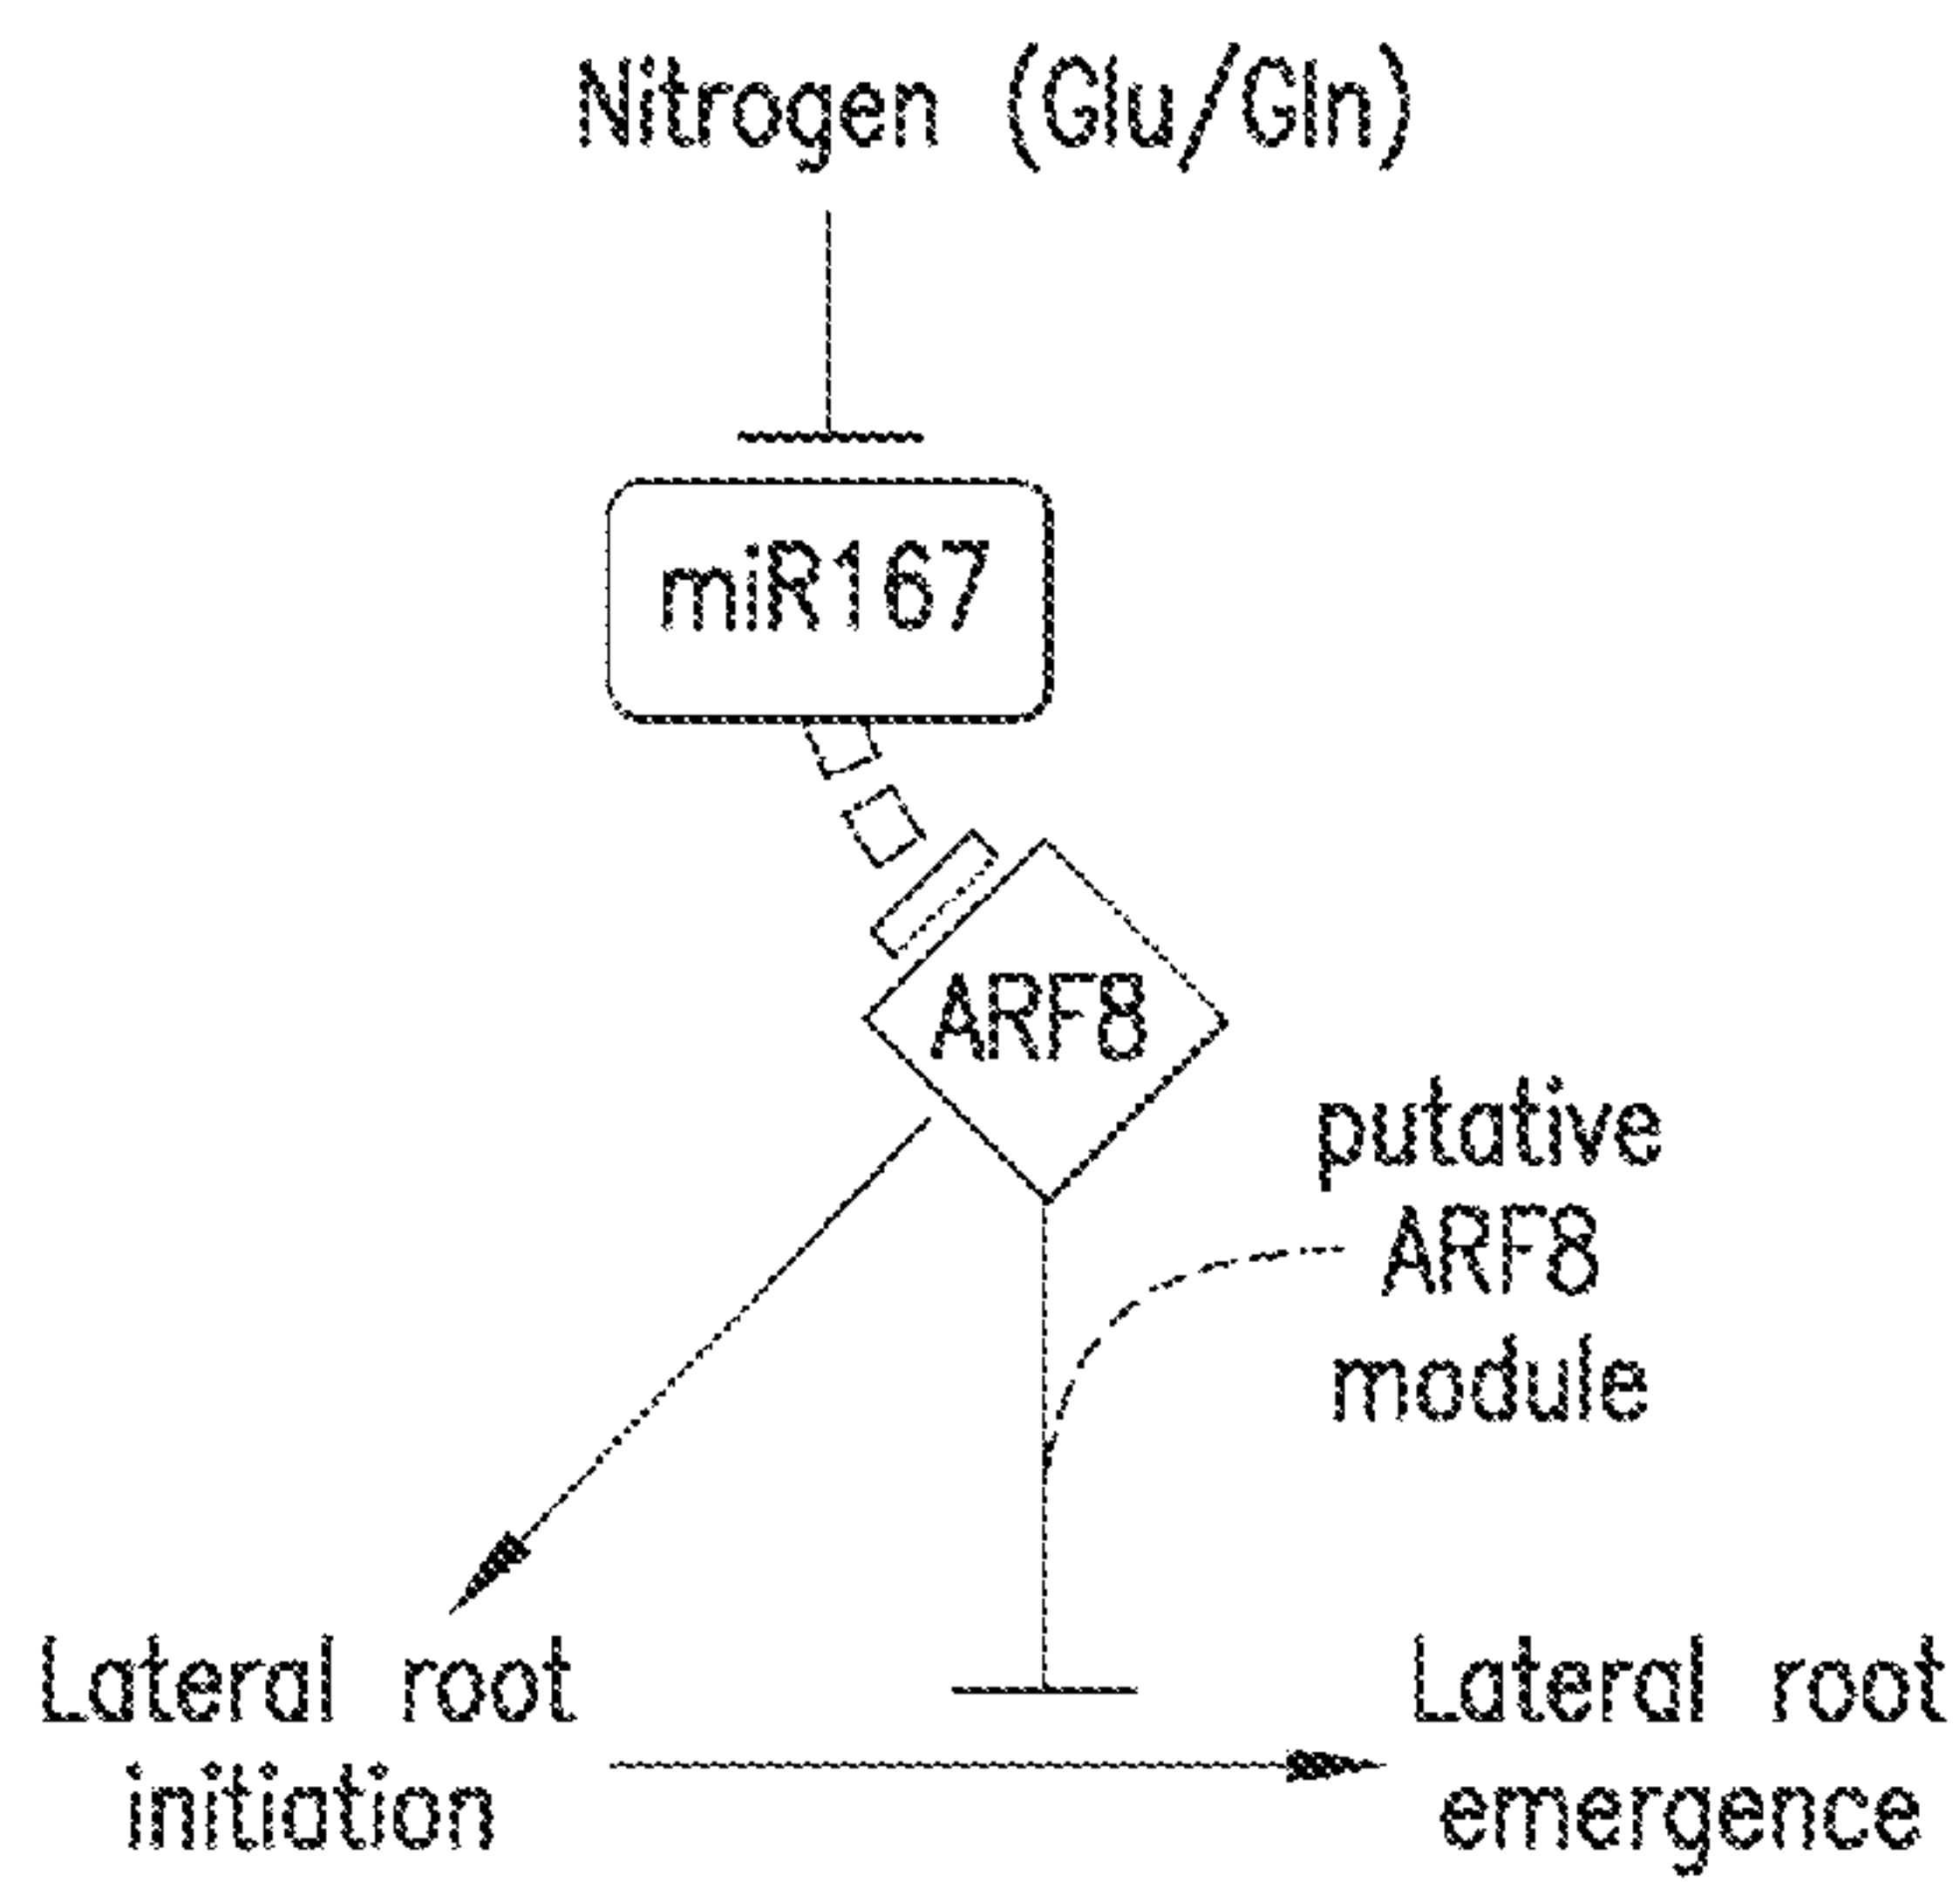 Nitrogen (Glu/Gln)
miR167
ARF8
putative
ARF8
module
Lateral root
initiation
Lateral root
emergence